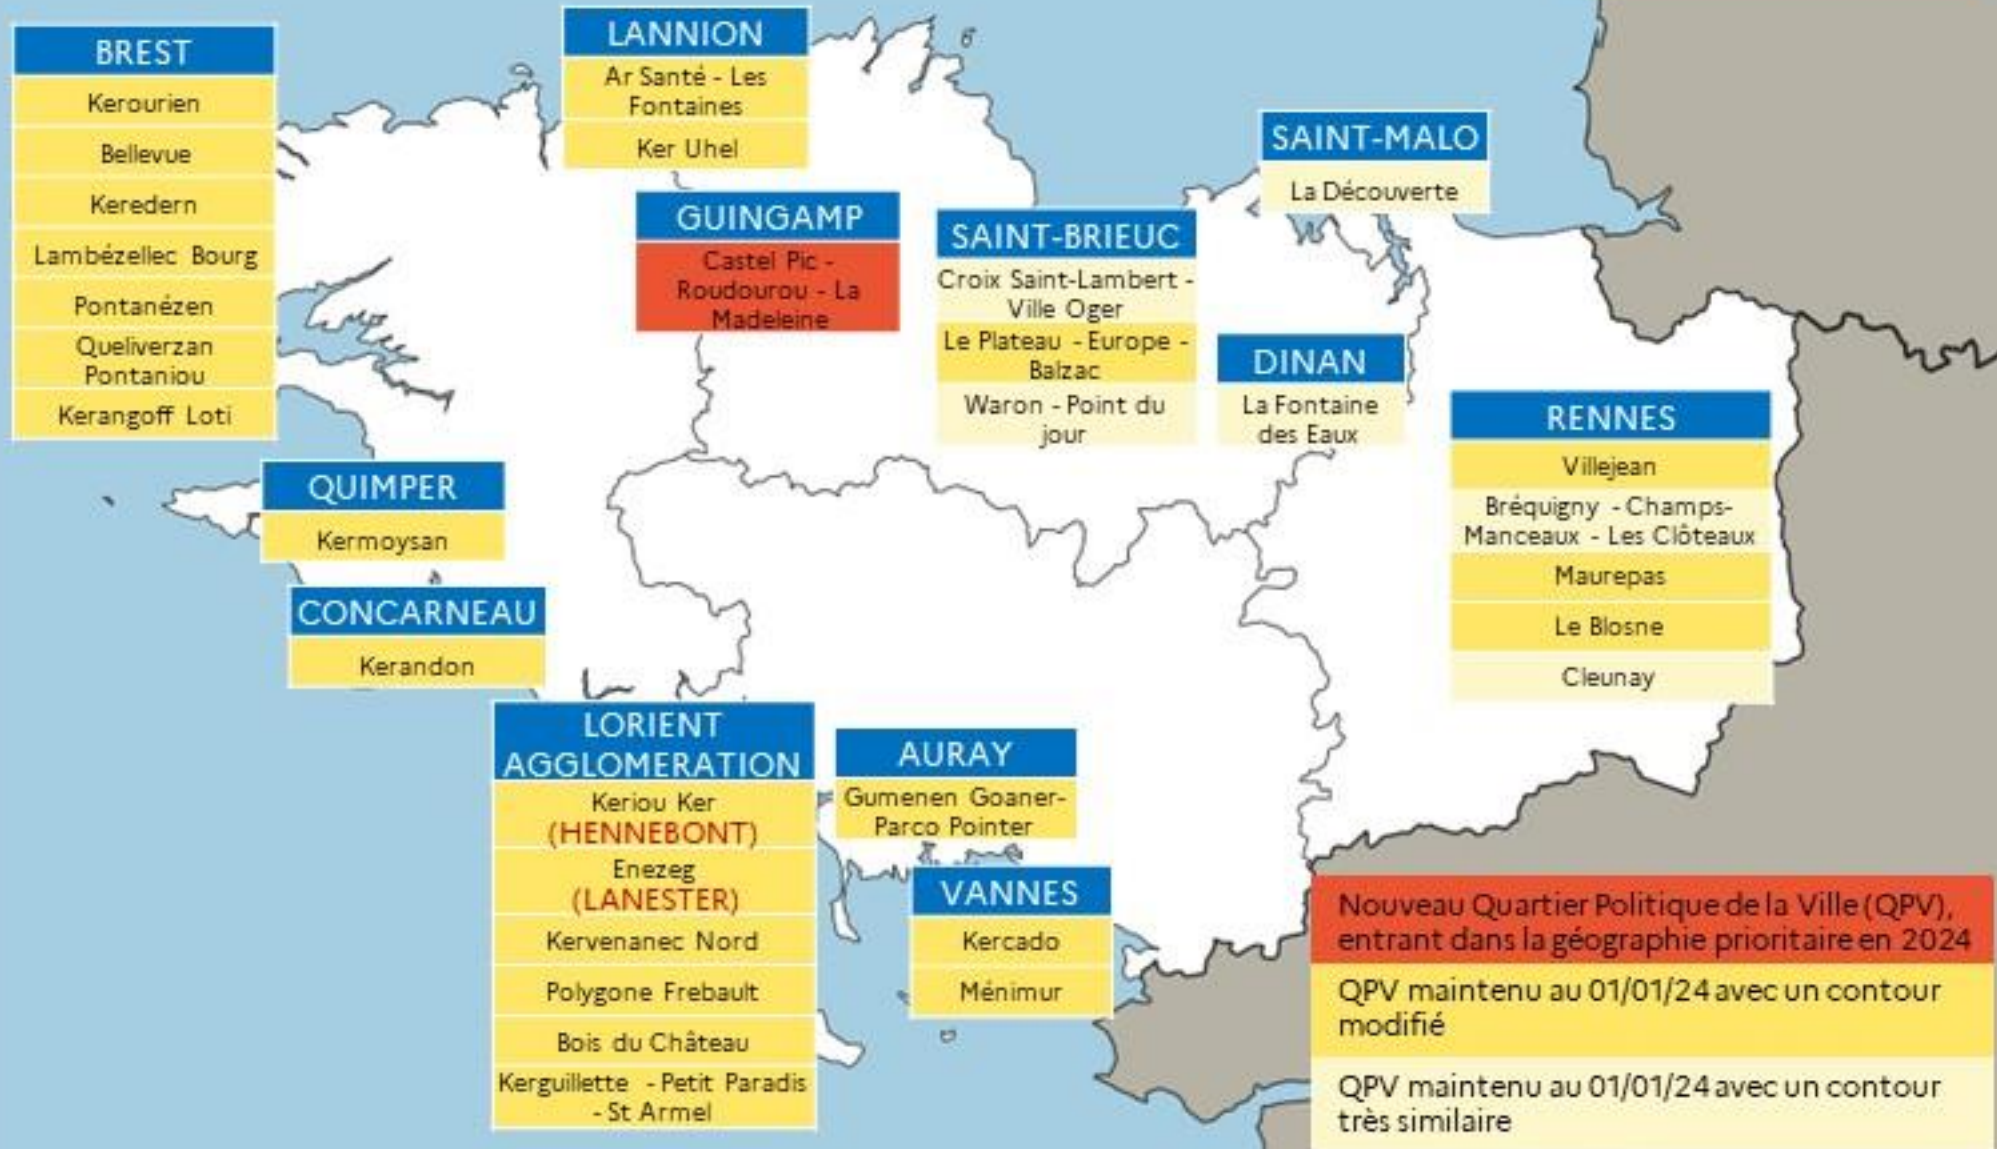 BREST
Kerourien
Bellevue
Keredern
Lambézellec Bourg
Pontanézen
Queliverzan
Pontaniou
Kerangoff Loti
LANNION
Ar Santé - Les
Fontaines
Ker Uhel
GUINGAMP
Castel Pic -
Roudourou - La
Madeleine
SAINT-BRIEUC
Croix Saint-Lambert -
Ville Oger
Le Plateau - Europe -
Balzac
Waron - Point du
jour
SAINT-MALO
La Découverte
DINAN
La Fontaine
des Eaux
RENNES
Villejean
Bréquigny - Champs-
Manceaux - Les Clôteaux
Maurepas
Le Blosne
Cleunay
QUIMPER
Kermoysan
CONCARNEAU
Kerandon
LORIENT
AGGLOMERATION
Keriou Ker
(HENNEBONT)
Enezeg
(LANESTER)
Kervenanec Nord
Polygone Frebault
Bois du Château
Kerguillette - Petit Paradis
- St Armel
AURAY
Gumenen Goaner-
Parco Pointer
VANNES
Kercado
Ménimur
Nouveau Quartier Politique de la Ville (QPV),
entrant dans la géographie prioritaire en 2024
QPV maintenu au 01/01/24 avec un contour
modifié
QPV maintenu au 01/01/24 avec un contour
très similaire